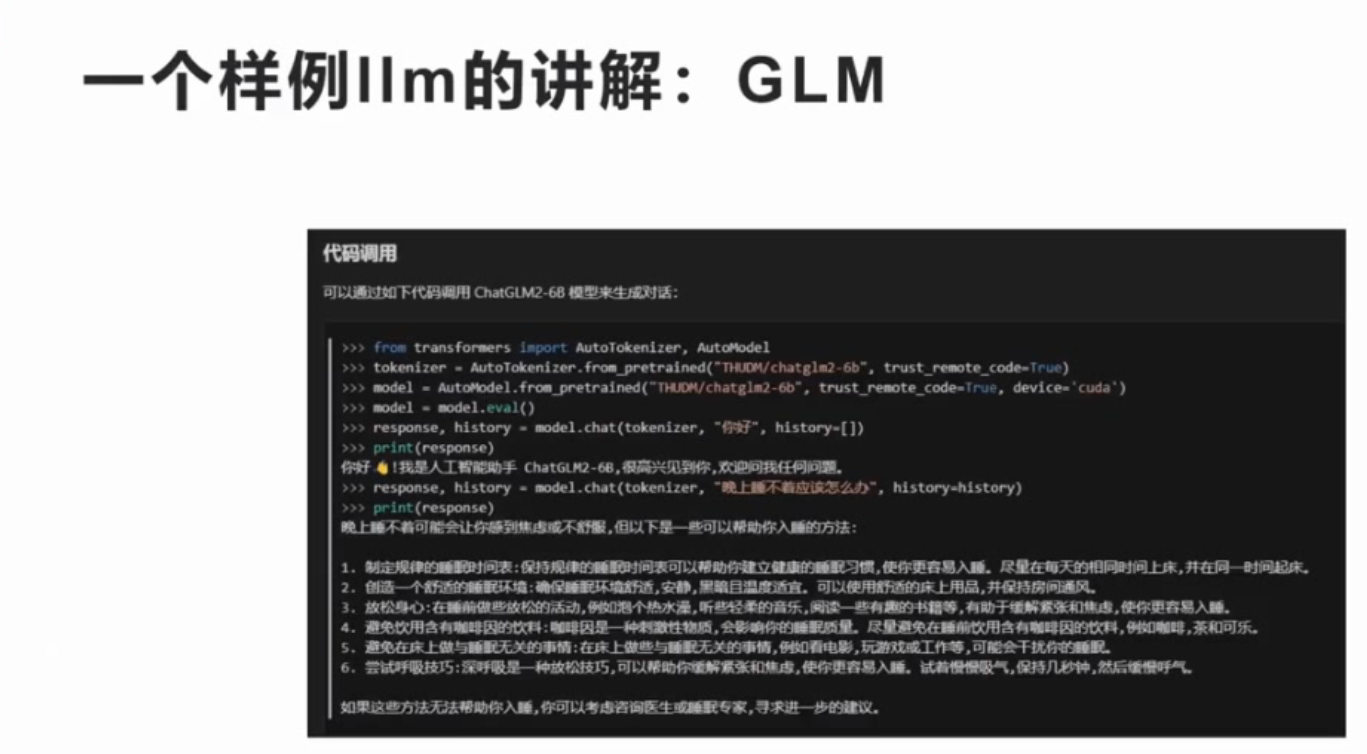 一个样例llm的讲解：GLM
代码调用
可以通过如下代码调用 ChatGLM2-6B 模型来生成对话：
>>> from transformers import AutoTokenizer, AutoModel
>>> tokenizer = AutoTokenizer.from_pretrained("THUDM/chatglm2-6b", trust_remote_code=True)
>>> model = AutoModel.from_pretrained("THUDM/chatglm2-6b", trust_remote_code=True, device='cuda')
>>> model = model.eval()
>>> response, history = model.chat(tokenizer, "你好", history=[])
>>> print(response)
你好👋!我是人工智能助手 ChatGLM2-6B,很高兴见到你,欢迎问我任何问题。
>>> response, history = model.chat(tokenizer, "晚上睡不着应该怎么办", history=history)
>>> print(response)
晚上睡不着可能会让你感到焦虑或不舒服,但以下是一些可以帮助你入睡的方法:
1. 制定规律的睡眠时间表:保持规律的睡眠时间表可以帮助你建立健康的睡眠习惯,使你更容易入睡。尽量在每天的相同时间上床,并在同一时间起床。
2. 创造一个舒适的睡眠环境:确保睡眠环境舒适,安静,黑暗且温度适宜。可以使用舒适的床上用品,并保持房间通风。
3. 放松身心:在睡前做些放松的活动,例如泡个热水澡,听些轻柔的音乐,阅读一些有趣的书籍等,有助于缓解紧张和焦虑,使你更容易入睡。
4. 避免饮用含有咖啡因的饮料:咖啡因是一种刺激性物质,会影响你的睡眠质量。尽量避免在睡前饮用含有咖啡因的饮料,例如咖啡,茶和可乐。
5. 避免在床上做与睡眠无关的事情:在床上做些与睡眠无关的事情,例如看电影,玩游戏或工作等,可能会干扰你的睡眠。
6. 尝试呼吸技巧:深呼吸是一种放松技巧,可以帮助你缓解紧张和焦虑,使你更容易入睡。试着慢慢吸气,保持几秒钟,然后缓慢呼气。
如果这些方法无法帮助你入睡,你可以考虑咨询医生或睡眠专家,寻求进一步的建议。